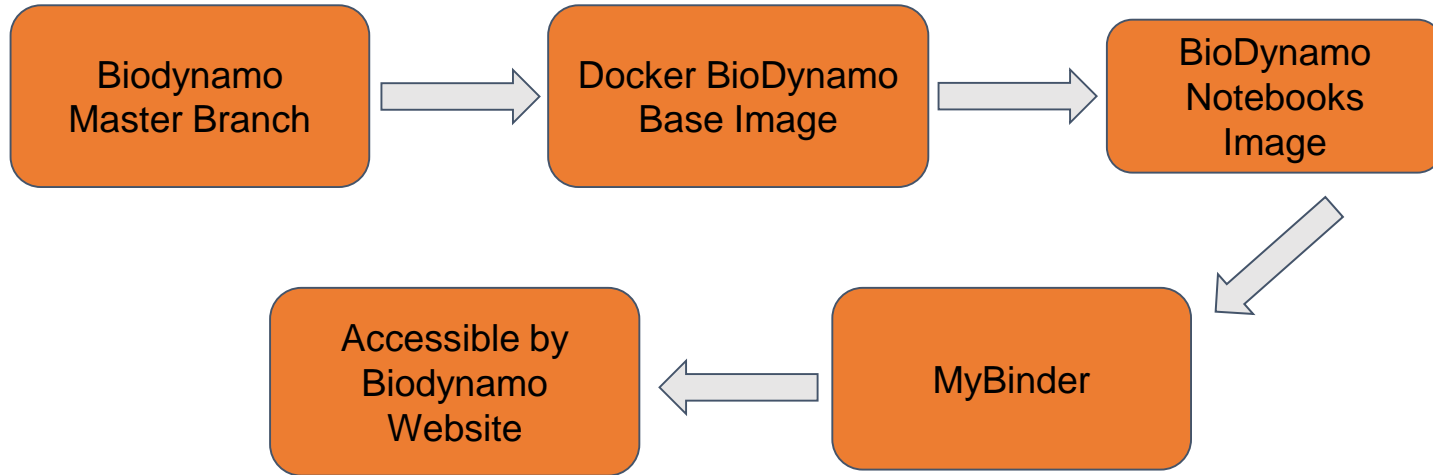 Biodynamo
Master Branch
Docker BioDynamo
Base Image
BioDynamo
Notebooks
Image
MyBinder
Accessible by
Biodynamo
Website